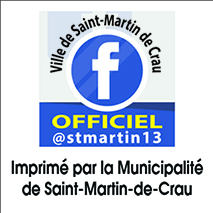 Ville de Saint-Martin de Crau
f
OFFICIEL
@stmartin13
Imprimé par la Municipalité
de Saint-Martin-de-Crau